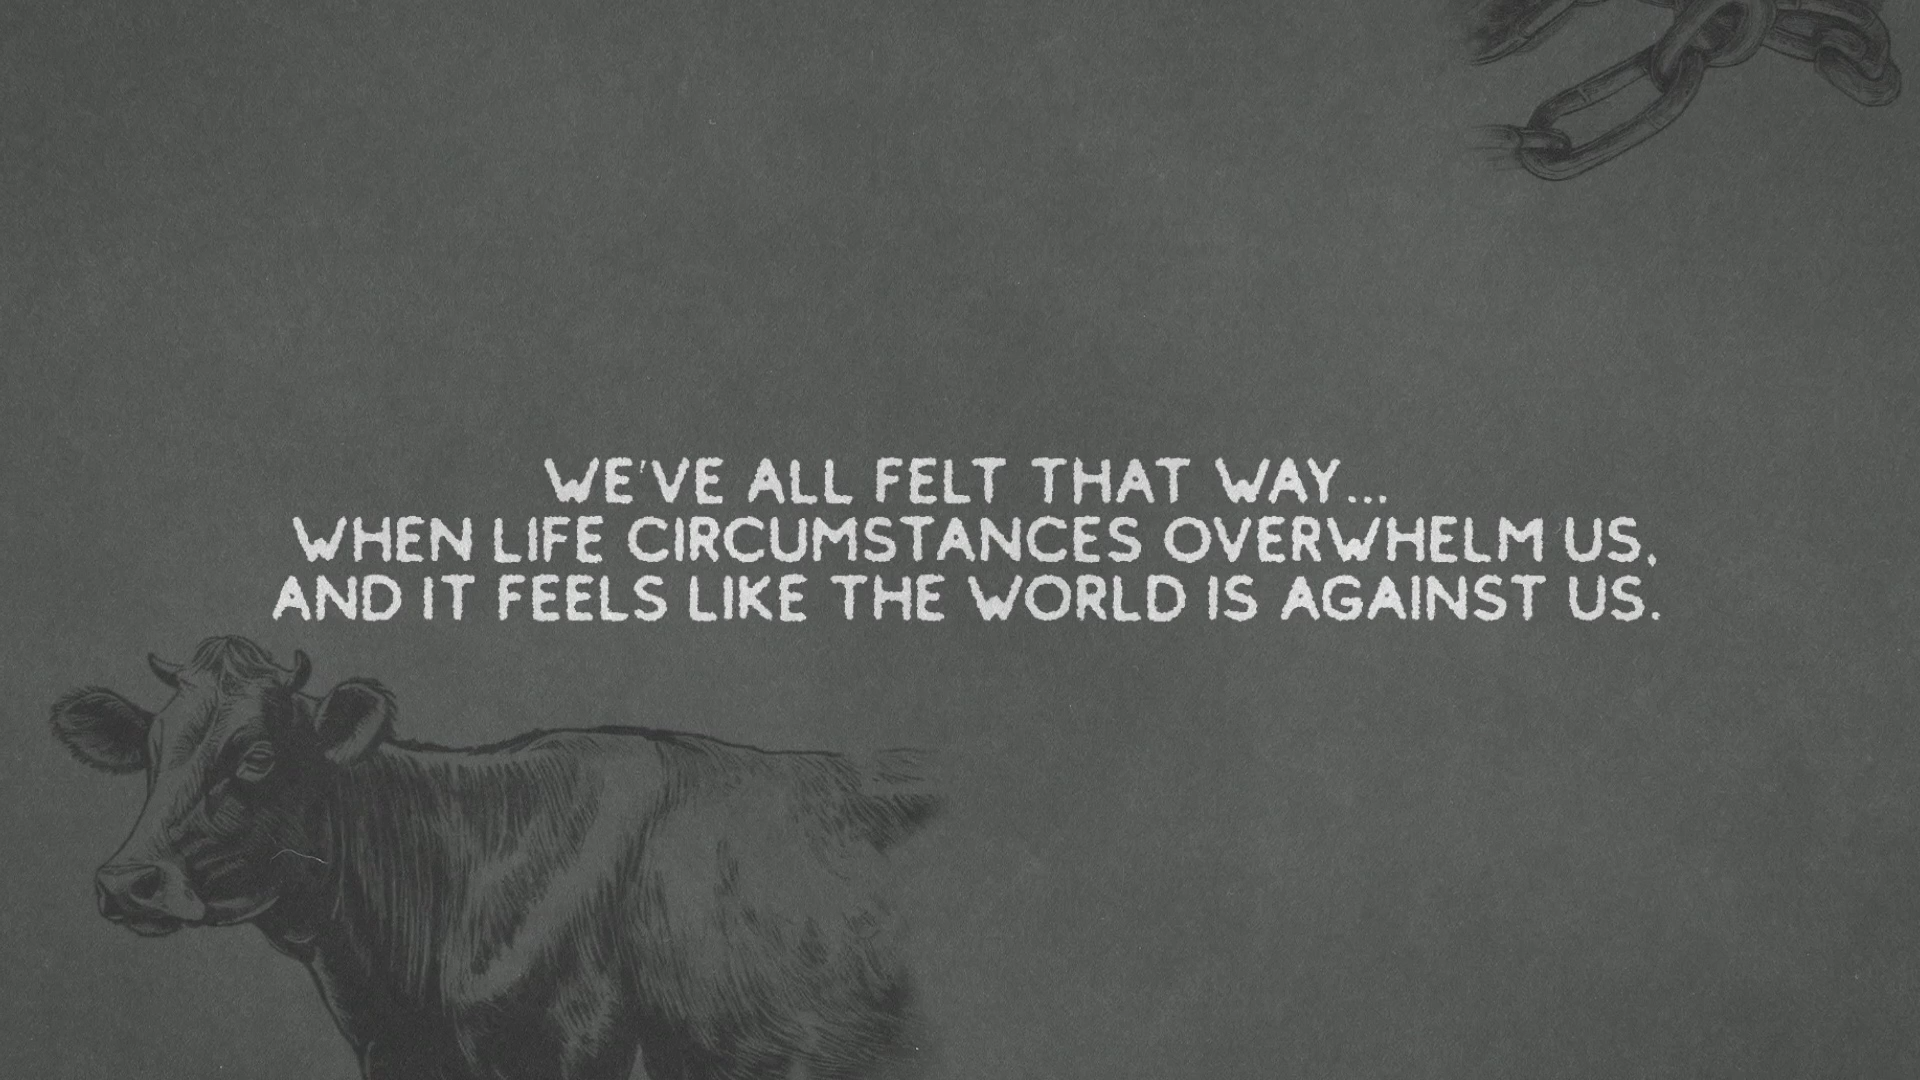 WE'VE ALL FELT THAT WAY...
WHEN LIFE CIRCUMSTANCES OVERWHELM US,
AND IT FEELS LIKE THE WORLD IS AGAINST US.